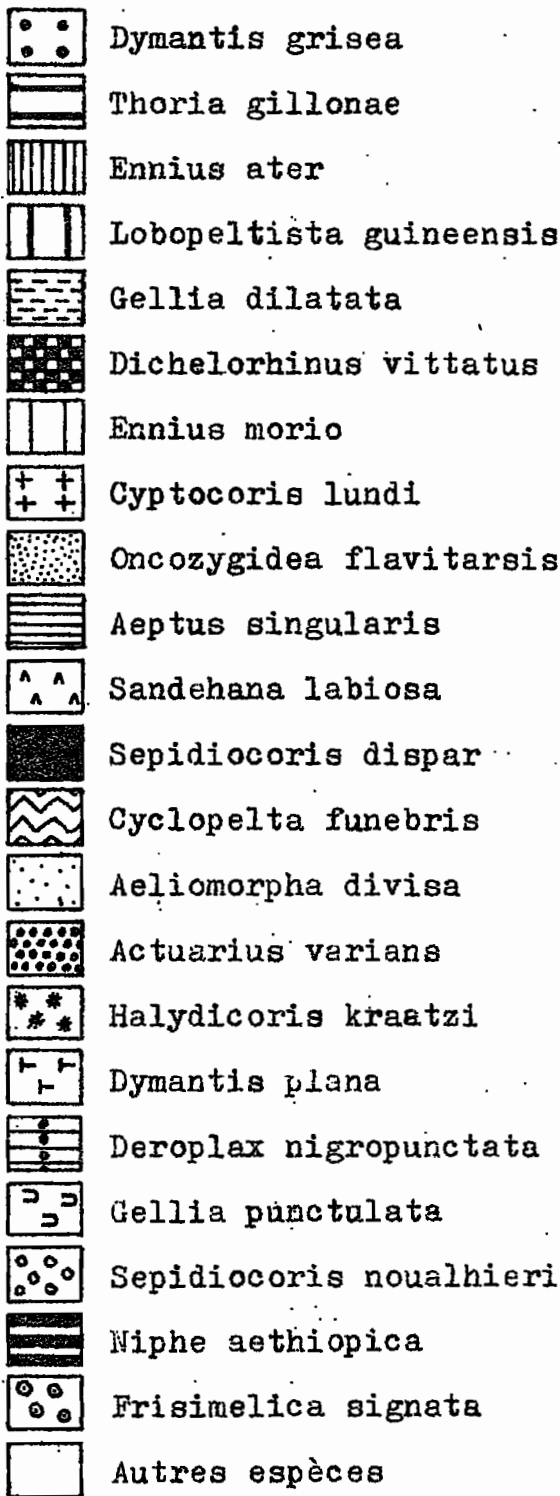 Dymantis grisea
Thoria gillonae
Ennius ater
Lobopeltista guineensis
Gellia dilatata
Dichelorhinus vittatus
Ennius morio
Cyptocoris lundi
Oncozygidea flavitarsis
Aeptus singularis
Sandehana labiosa
Sepidiocoris dispar
Cyclopelta funebris
Aeliomorpha divisa
Actuarius varians
Halydicoris kraatzi
Dymantis plana
Deroplax nigropunctata
Gellia punctulata
Sepidiocoris noualhieri
Niphe aethiopica
Frisimelica signata
Autres espèces